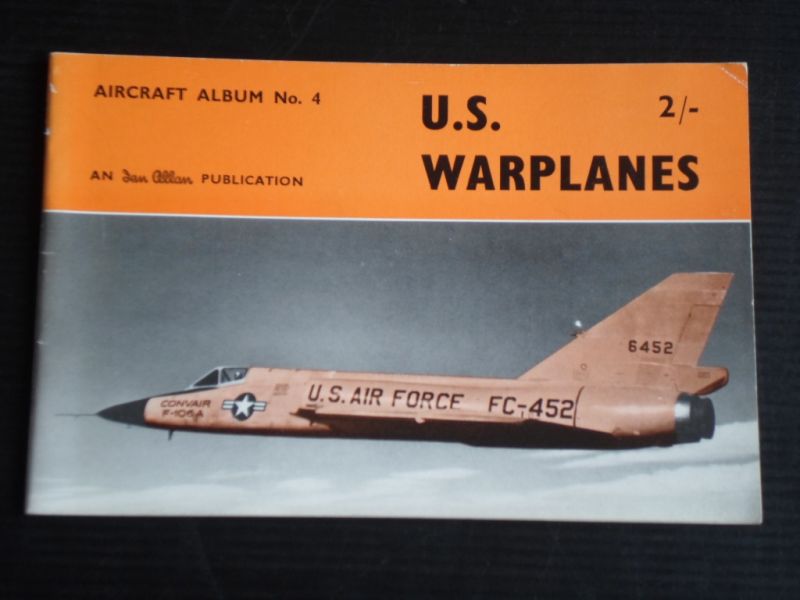 AIRCRAFT ALBUM No. 4
AN Ian Allan PUBLICATION
U.S.
WARPLANES
2/-
6452
CONVAIR
F-106A
U.S. AIR FORCE FC-452